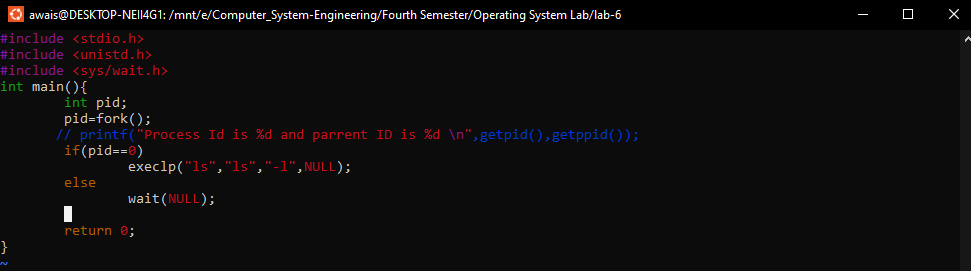 awais@DESKTOP-NEII4G1: /mnt/e/Computer_System-Engineering/Fourth Semester/Operating System Lab/lab-6
#include <stdio.h>
#include <unistd.h>
#include <sys/wait.h>
int main(){
        int pid;
        pid=fork();
       // printf("Process Id is %d and parrent ID is %d \n",getpid(),getppid());
        if(pid==0)
                execlp("ls","ls","-l",NULL);
        else
                wait(NULL);
        return 0;
}
~